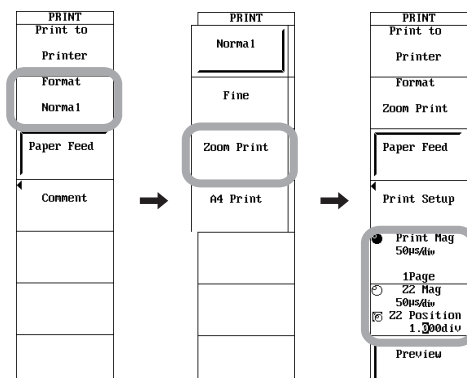 PRINT
Print to
Printer
Format
Normal
Paper Feed
Comment
PRINT
Normal
Fine
Zoom Print
A4 Print
PRINT
Print to
Printer
Format
Zoom Print
Paper Feed
Print Setup
Print Mag
50µs/div
1Page
Z2 Mag
50µs/div
Z2 Position
1.00div
Preview